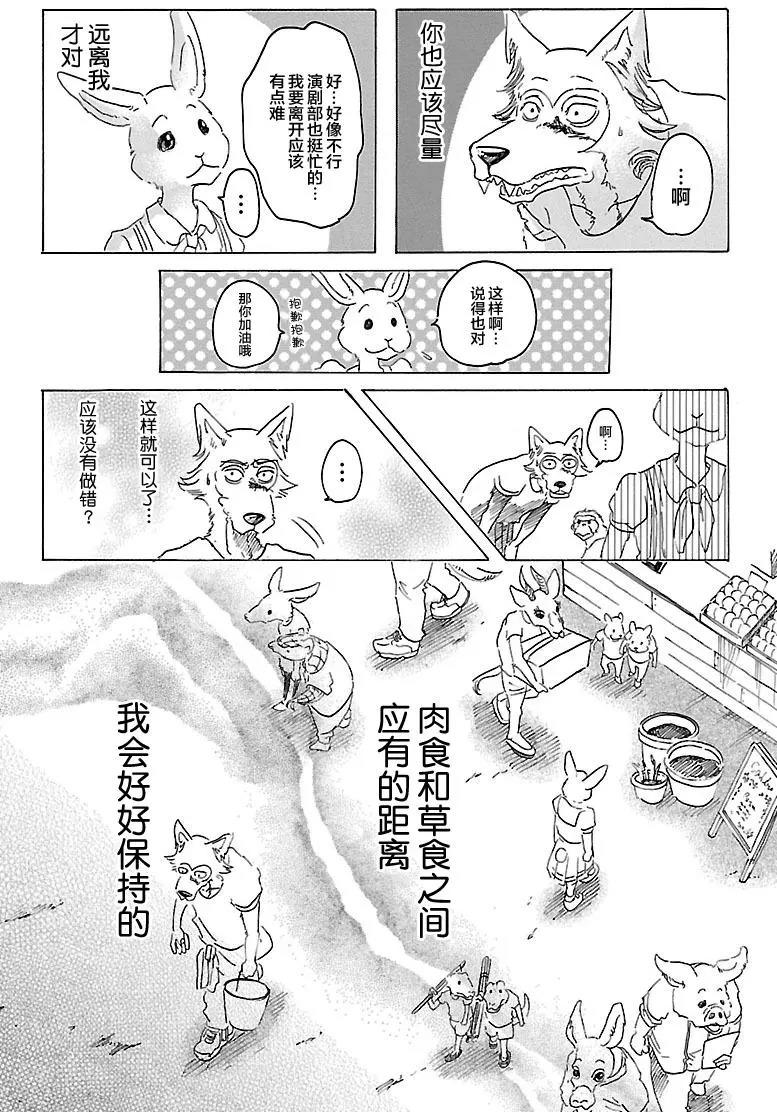 你也应该尽量
…
啊
远离我
才对
好…好像不行
演剧部也挺忙的
我要离开应该
有点难
…
这样啊…
说得也对
抱歉抱歉
那你加油哦
啊…
…
这样就可以了…
应该没有做错？
肉食和草食之间
应有的距离
我会好好保持的